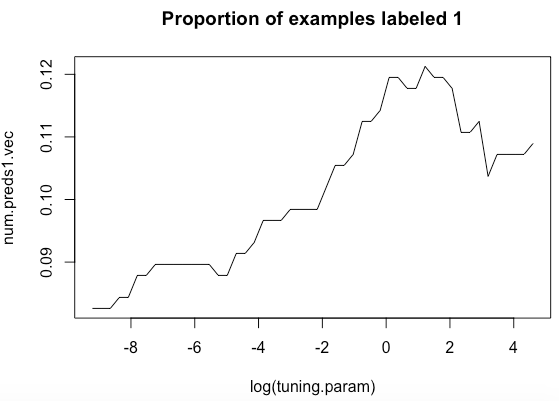 Proportion of examples labeled 1
num.preds1.vec
0.12
0.11
0.10
0.09
-8 -6 -4 -2 0 2 4
log(tuning.param)